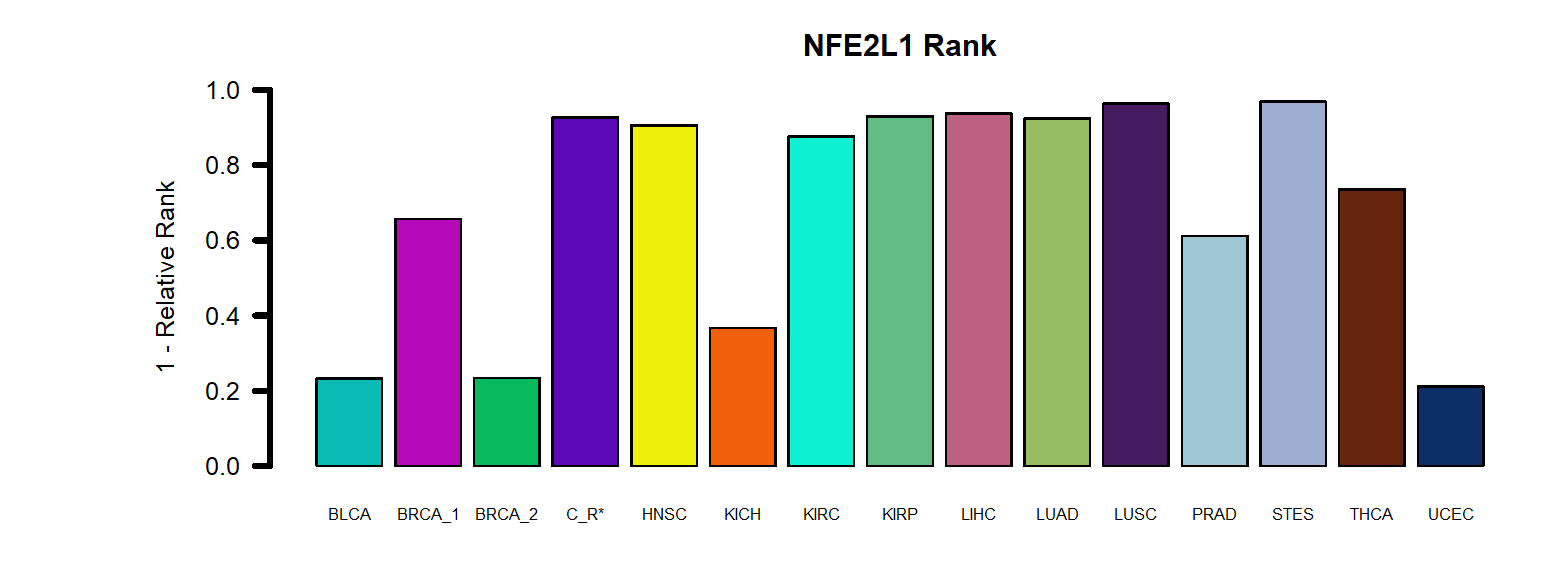 NFE2L1 Rank
1 - Relative Rank
1.0
0.8
0.6
0.4
0.2
0.0
BLCA BRCA_1 BRCA_2 C_R* HNSC KICH KIRC KIRP LIHC LUAD LUSC PRAD STES THCA UCEC